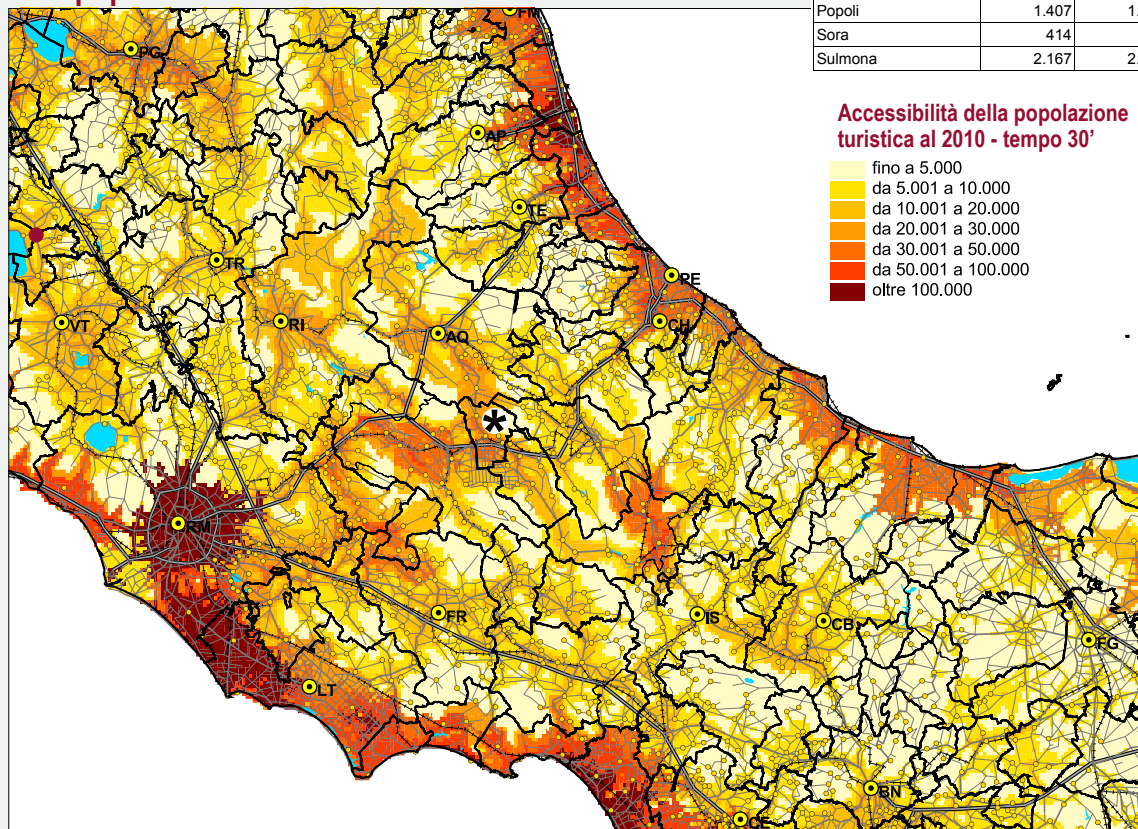 Popoli 1.407 1.
Sora 414
Sulmona 2.167 2.
Accessibilità della popolazione
turistica al 2010 - tempo 30'
fino a 5.000
da 5.001 a 10.000
da 10.001 a 20.000
da 20.001 a 30.000
da 30.001 a 50.000
da 50.001 a 100.000
oltre 100.000
PG
AP
TE
TR
PE
VT
RI
AQ
CH
*
RM
FR
IS
CB
FG
LT
BN
CE